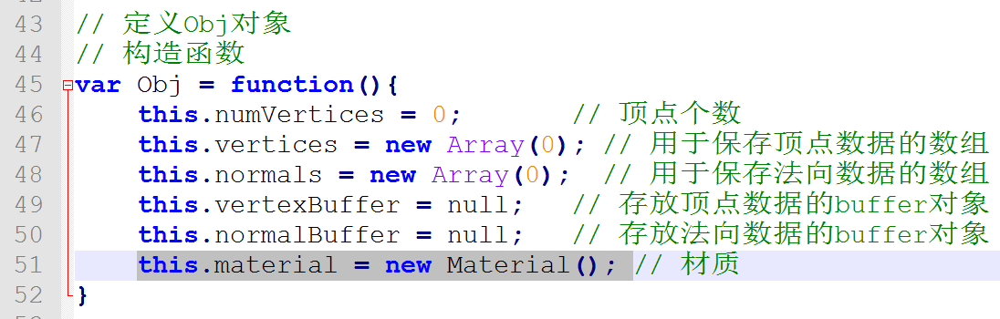 43 // 定义Obj对象
44 // 构造函数
45 var Obj = function(){
46 this.numVertices = 0; // 顶点个数
47 this.vertices = new Array(0); // 用于保存顶点数据的数组
48 this.normals = new Array(0); // 用于保存法向数据的数组
49 this.vertexBuffer = null; // 存放顶点数据的buffer对象
50 this.normalBuffer = null; // 存放法向数据的buffer对象
51 this.material = new Material(); // 材质
52 }